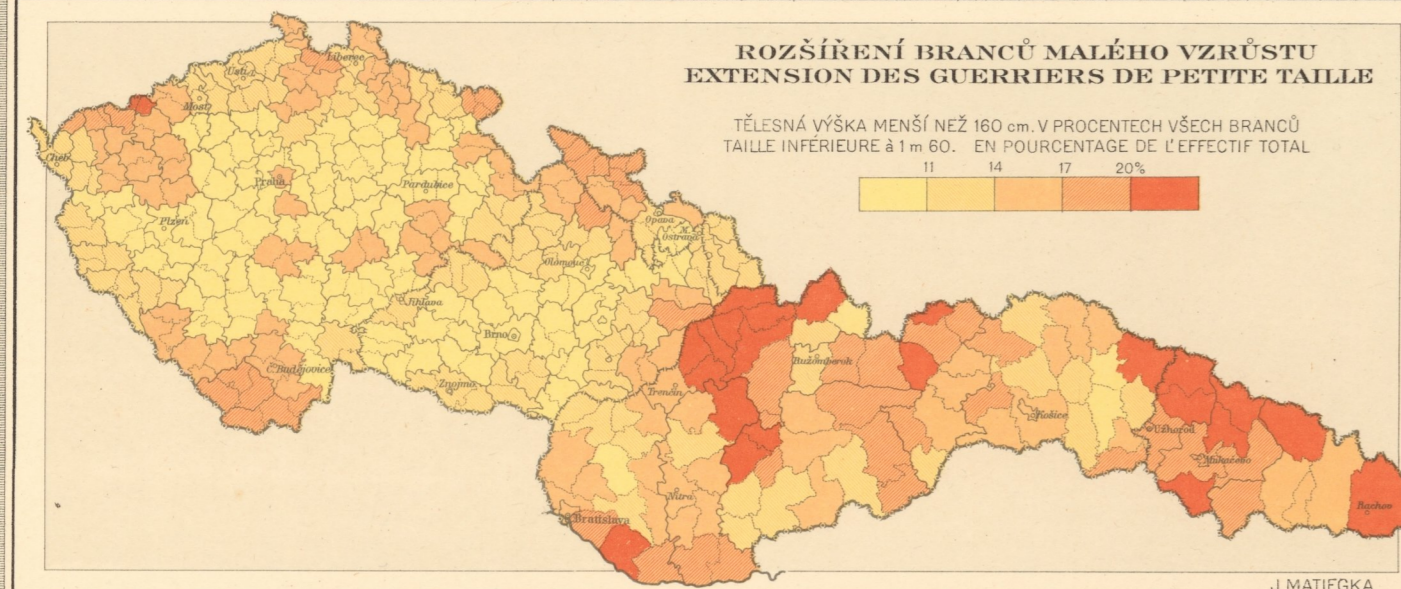 ROZŠÍŘENÍ BRANCŮ MALÉHO VZRŮSTU
EXTENSION DES GUERRIERS DE PETITE TAILLE
TĚLESNÁ VÝŠKA MENŠÍ NEŽ 160 cm. V PROCENTECH VŠECH BRANCŮ
TAILLE INFÉRIEURE à 1 m 60. EN POURCENTAGE DE L'EFFECTIF TOTAL
11 14 17 20%
Liberec
Ústí
Most
Cheb
Praha
Pardubice
Plzeň
Opava
M. Ostrava
Olomouc
Jihlava
Brno
Č. Budějovice
Znojmo
Ružomberok
Trenčín
Košice
Užhorod
Mukačevo
Nitra
Bratislava
Rachov
J. MATIEGKA